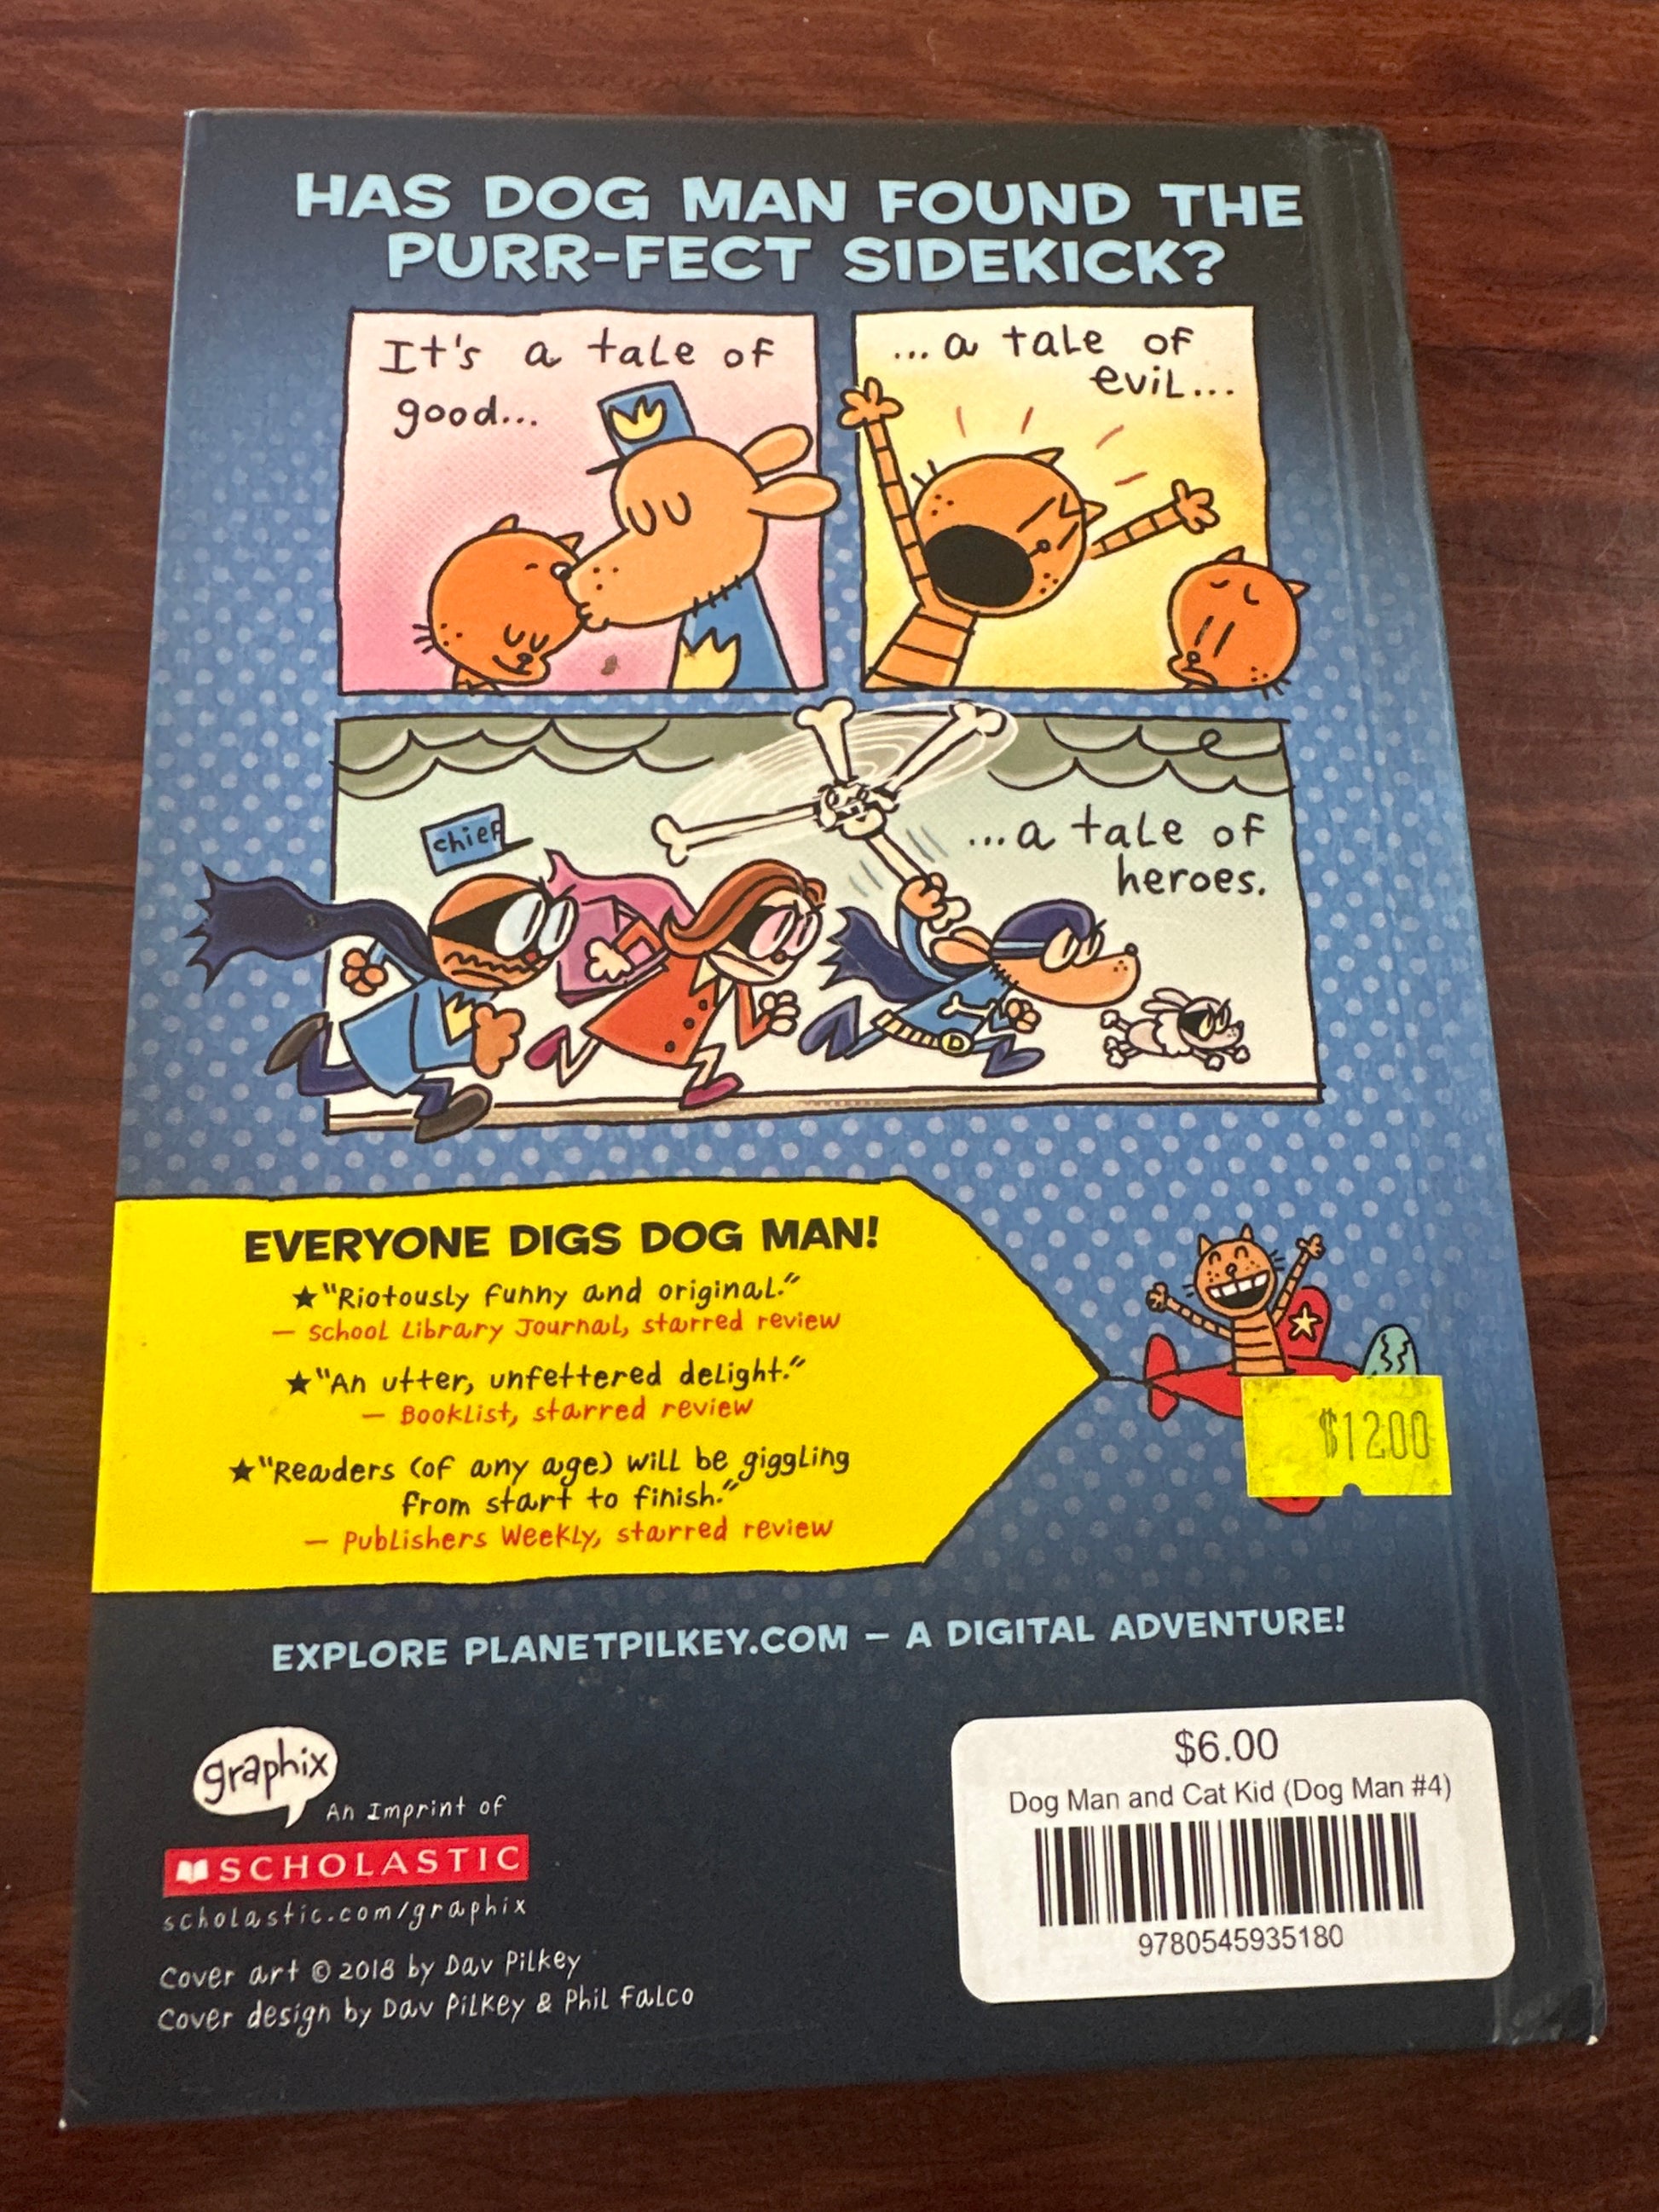 HAS DOG MAN FOUND THE
PURR-FECT SIDEKICK?
It's a tale of
good...
...a tale of
evil...
chief
...a tale of
heroes.
D
EVERYONE DIGS DOG MAN!
★"Riotously funny and original."
— School Library Journal, starred review
★"An utter, unfettered delight."
— Booklist, starred review
★"Readers (of any age) will be giggling
from start to finish."
— Publishers Weekly, starred review
$1200
EXPLORE PLANETPILKEY.COM — A DIGITAL ADVENTURE!
graphix
An Imprint of
SCHOLASTIC
scholastic.com/graphix
Cover art © 2018 by Dav Pilkey
Cover design by Dav Pilkey & Phil Falco
$6.00
Dog Man and Cat Kid (Dog Man #4)
9780545935180